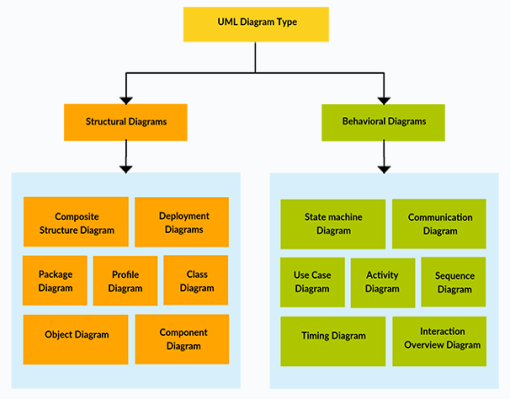 UML Diagram Type
Structural Diagrams
Behavioral Diagrams
Composite
Structure Diagram
Deployment
Diagrams
Package
Diagram
Profile
Diagram
Class
Diagram
Object Diagram
Component
Diagram
State machine
Diagram
Communication
Diagram
Use Case
Diagram
Activity
Diagram
Sequence
Diagram
Timing Diagram
Interaction
Overview Diagram